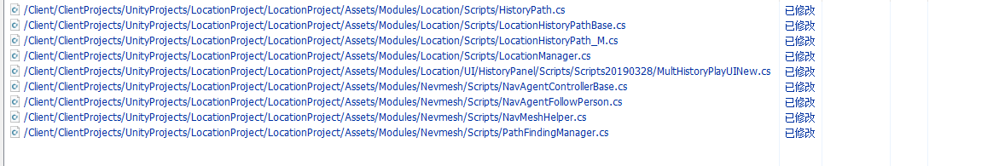 /Client/ClientProjects/UnityProjects/LocationProject/LocationProject/Assets/Modules/Location/Scripts/HistoryPath.cs 已修改
/Client/ClientProjects/UnityProjects/LocationProject/LocationProject/Assets/Modules/Location/Scripts/LocationHistoryPathBase.cs 已修改
/Client/ClientProjects/UnityProjects/LocationProject/LocationProject/Assets/Modules/Location/Scripts/LocationHistoryPath_M.cs 已修改
/Client/ClientProjects/UnityProjects/LocationProject/LocationProject/Assets/Modules/Location/Scripts/LocationManager.cs 已修改
/Client/ClientProjects/UnityProjects/LocationProject/LocationProject/Assets/Modules/Location/UI/HistoryPanel/Scripts/Scripts20190328/MultHistoryPlayUINew.cs 已修改
/Client/ClientProjects/UnityProjects/LocationProject/LocationProject/Assets/Modules/Nevmesh/Scripts/NavAgentControllerBase.cs 已修改
/Client/ClientProjects/UnityProjects/LocationProject/LocationProject/Assets/Modules/Nevmesh/Scripts/NavAgentFollowPerson.cs 已修改
/Client/ClientProjects/UnityProjects/LocationProject/LocationProject/Assets/Modules/Nevmesh/Scripts/NavMeshHelper.cs 已修改
/Client/ClientProjects/UnityProjects/LocationProject/LocationProject/Assets/Modules/Nevmesh/Scripts/PathFindingManager.cs 已修改